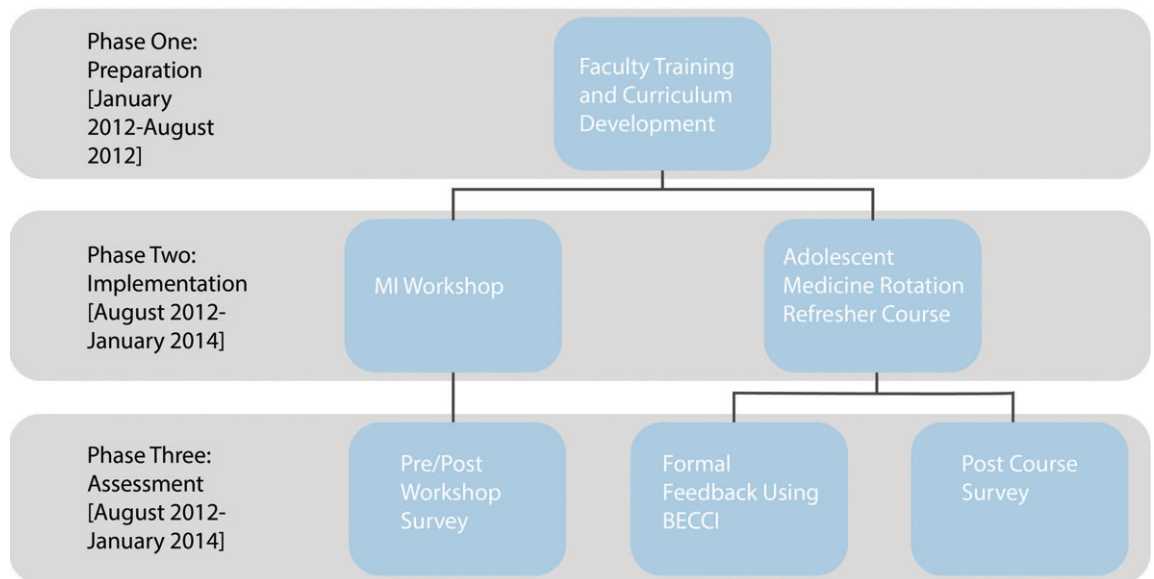 Phase One:
Preparation
[January
2012-August
2012]
Faculty Training
and Curriculum
Development
Phase Two:
Implementation
[August 2012-
January 2014]
MI Workshop
Adolescent
Medicine Rotation
Refresher Course
Phase Three:
Assessment
[August 2012-
January 2014]
Pre/Post
Workshop
Survey
Formal
Feedback Using
BECCI
Post Course
Survey